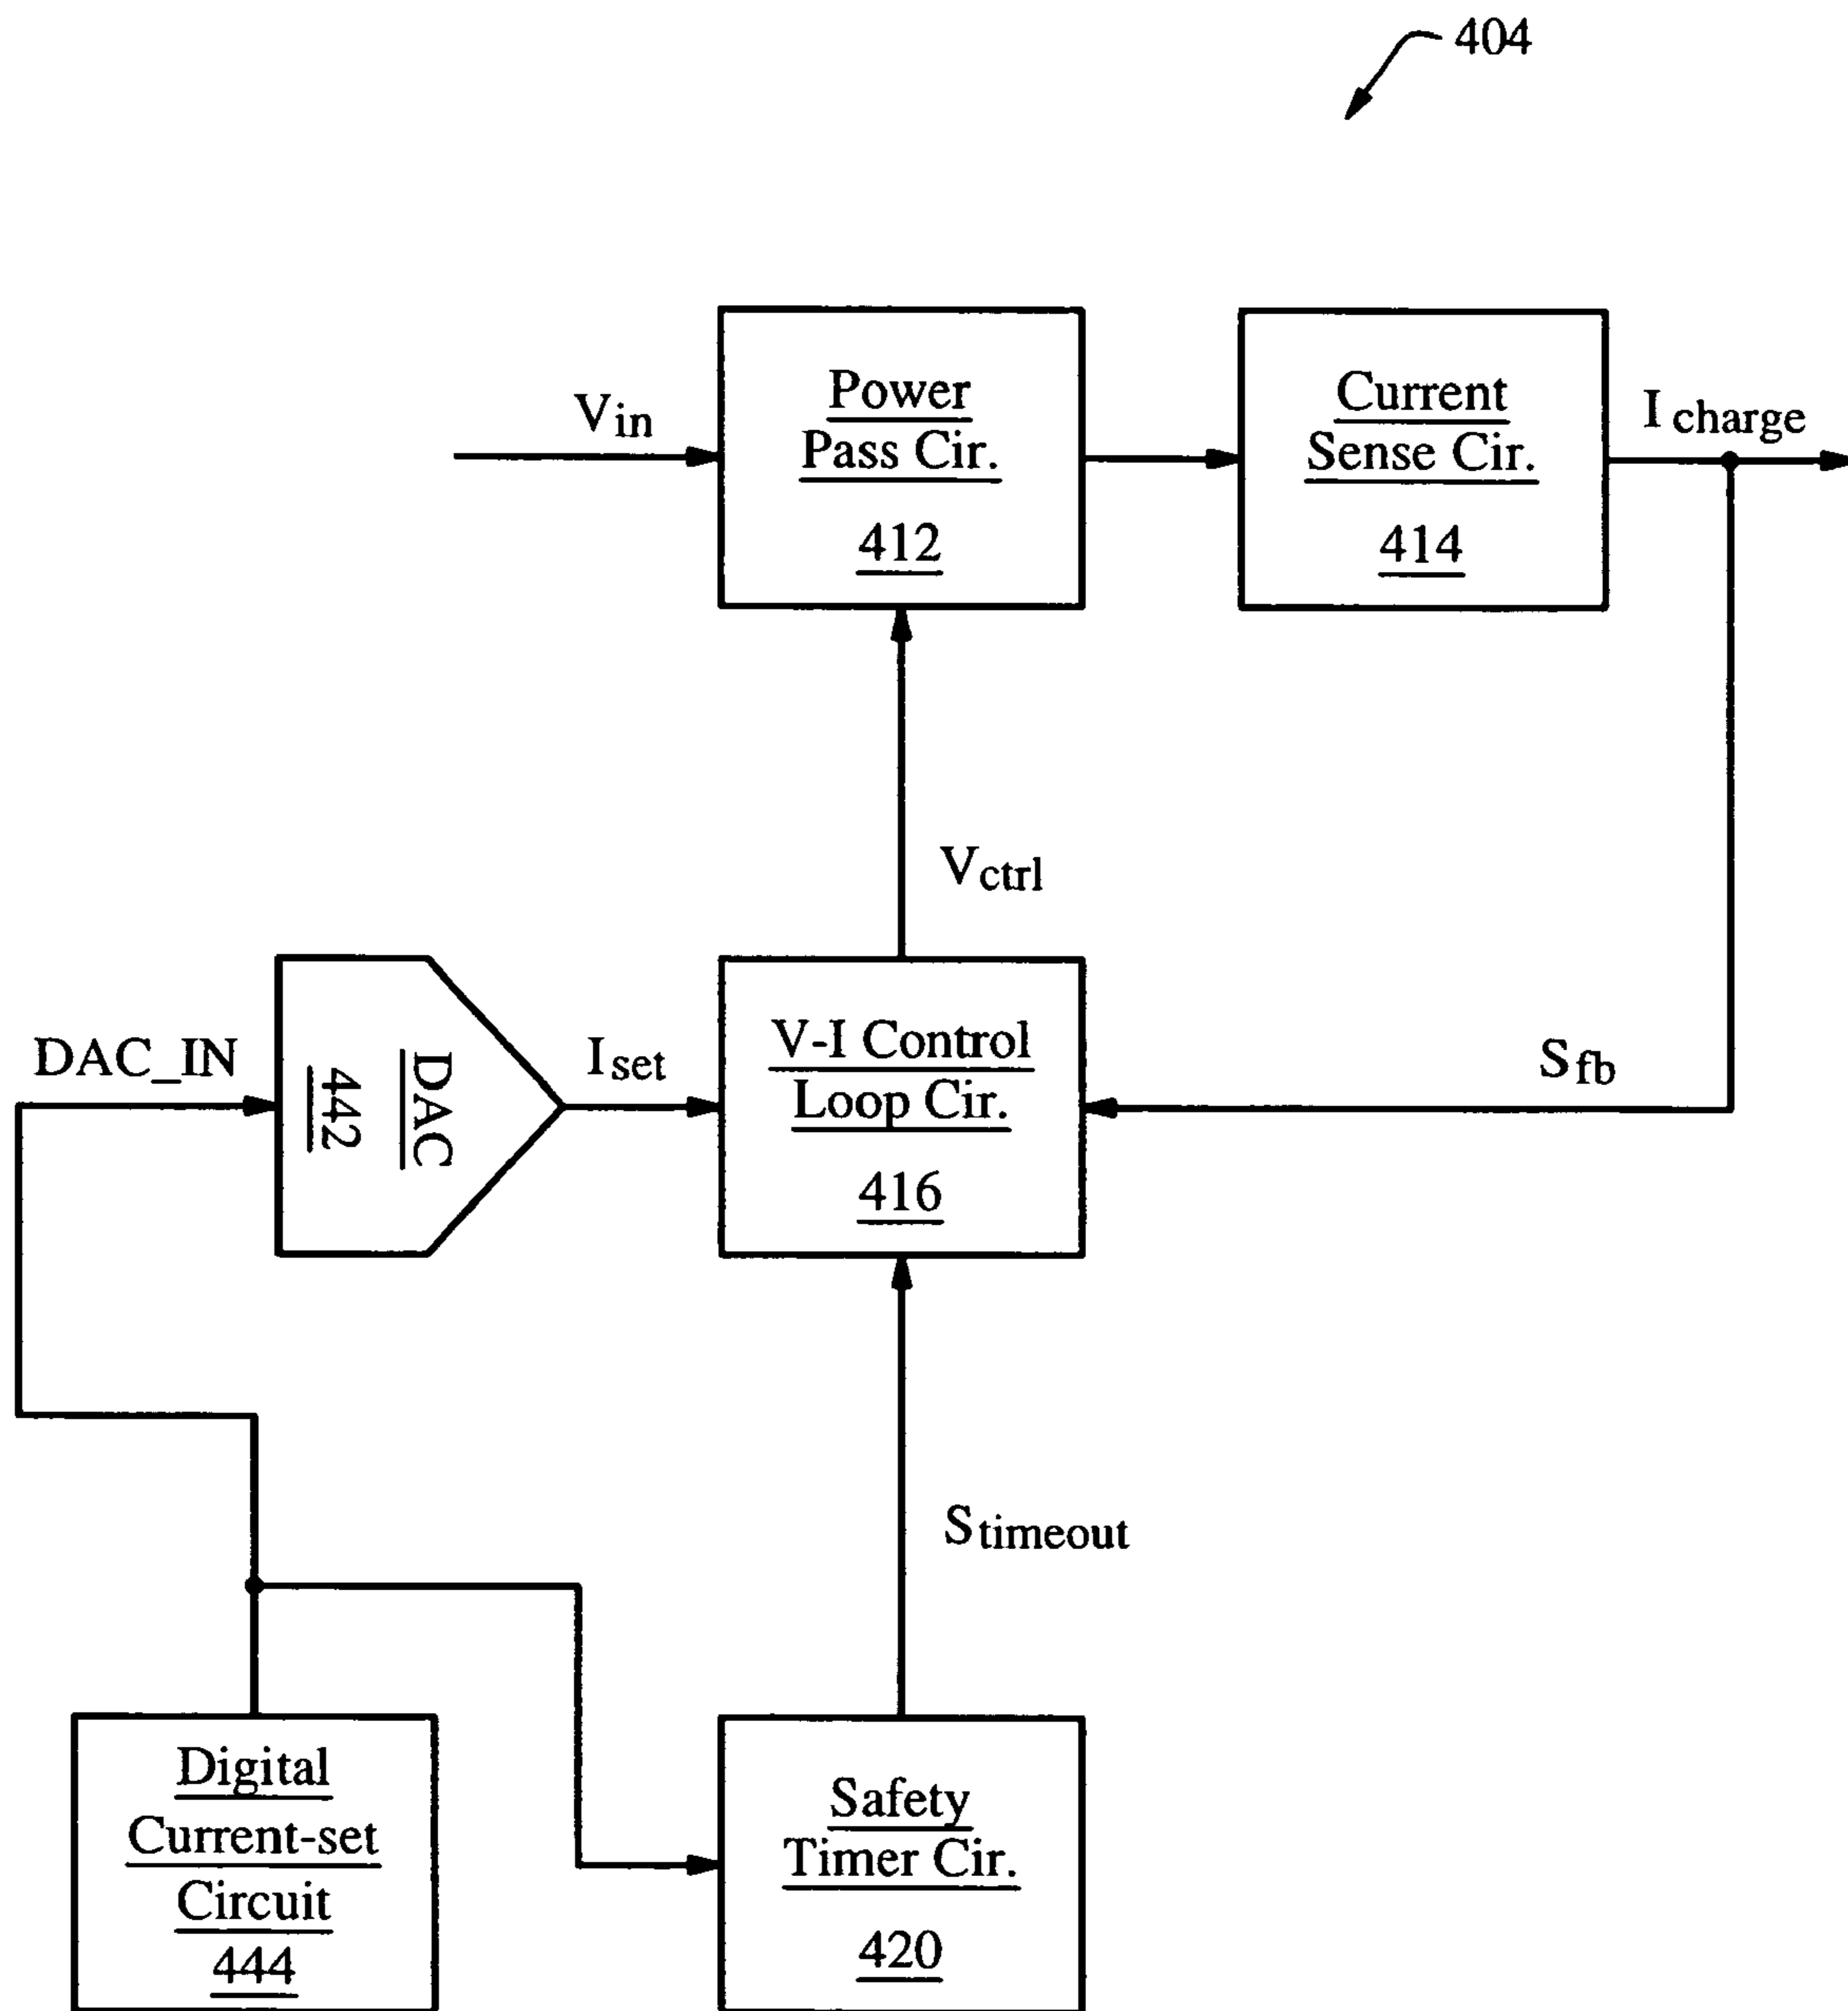 404
Power
Pass Cir.
412
Current
Sense Cir.
414
Vin
Icharge
Vctrl
DAC_IN
DAC
442
Iset
V-I Control
Loop Cir.
416
Sfb
Stimeout
Digital
Current-set
Circuit
444
Safety
Timer Cir.
420